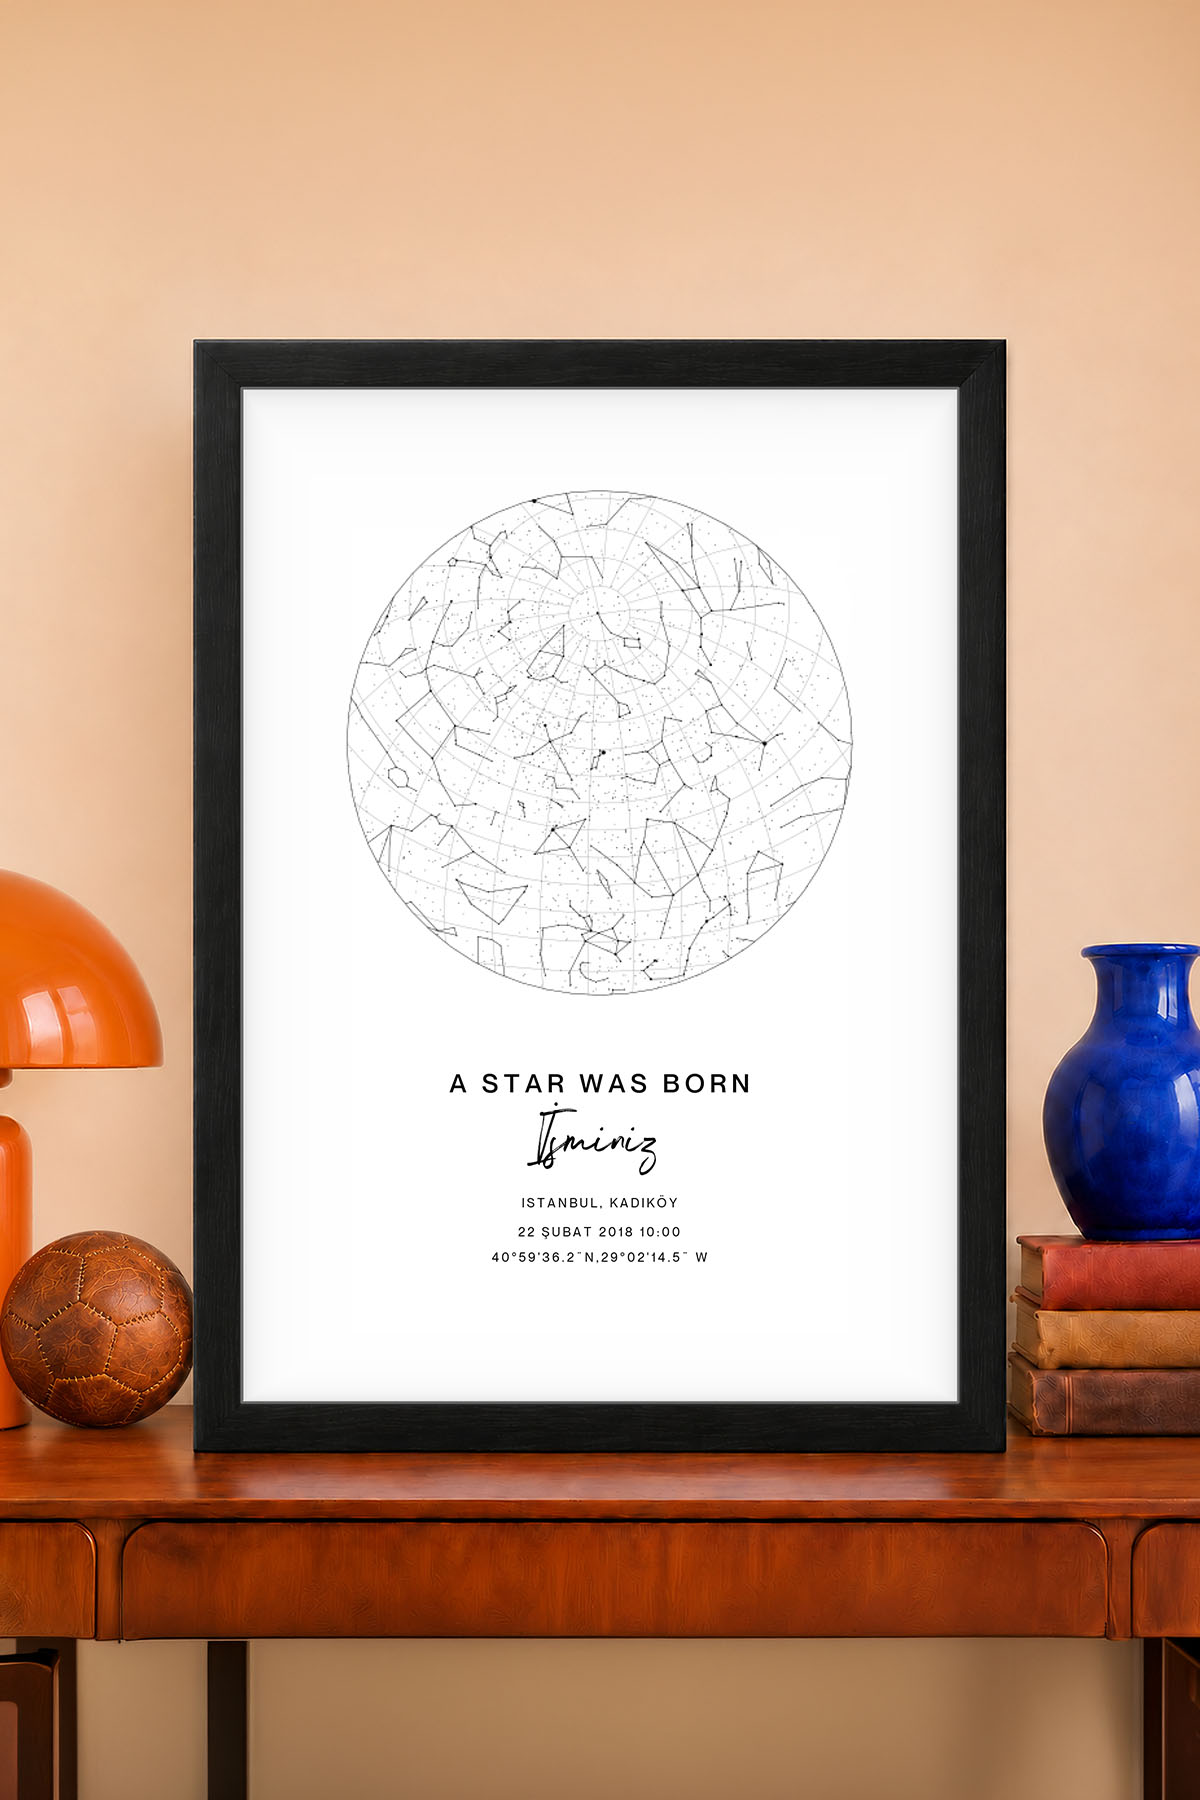 A STAR WAS BORN
İsminiz
ISTANBUL, KADIKÖY
22 ŞUBAT 2018 10:00
40°59'36.2¨N,29°02'14.5¨ W